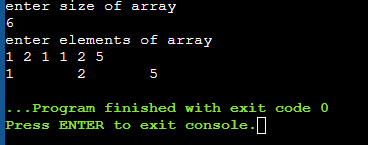 enter size of array
6
enter elements of array
1 2 1 1 2 5
1 2 5
...Program finished with exit code 0
Press ENTER to exit console.